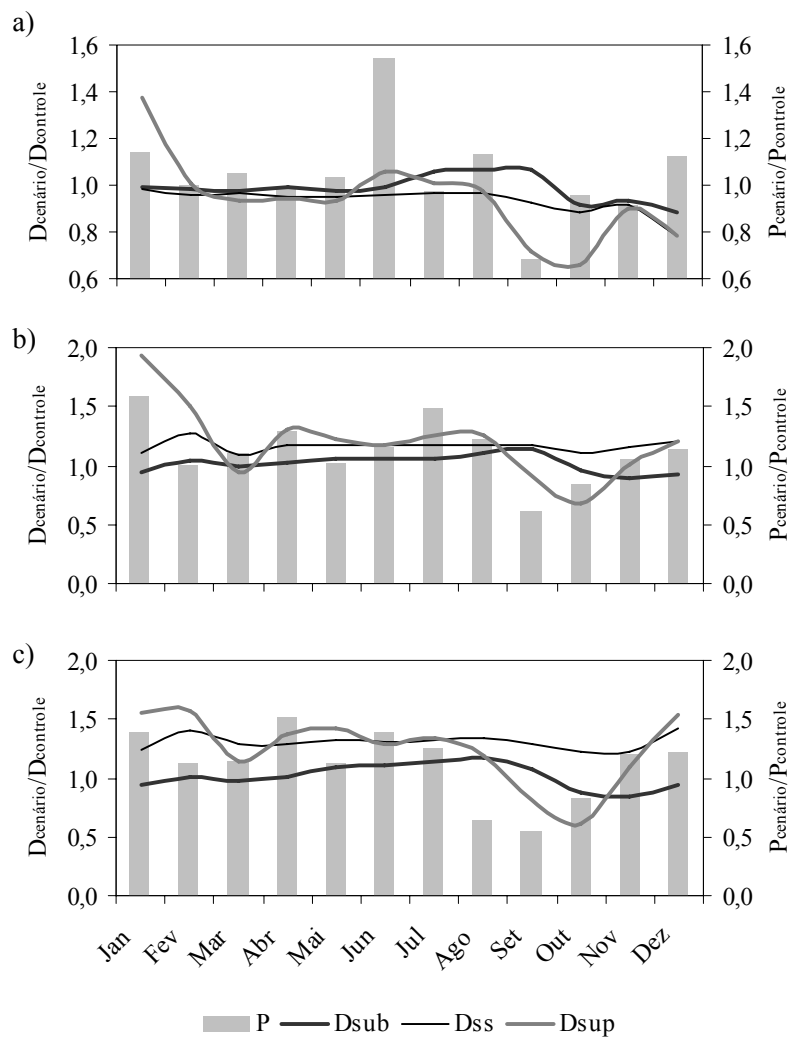 a)
Dcenário/Dcontrole
1,6
1,4
1,2
1,0
0,8
0,6
1,6
1,4
1,2
1,0
0,8
0,6
Pcenário/Pcontrole
b)
Dcenário/Dcontrole
2,0
1,5
1,0
0,5
0,0
2,0
1,5
1,0
0,5
0,0
Pcenário/Pcontrole
c)
Dcenário/Dcontrole
2,0
1,5
1,0
0,5
0,0
2,0
1,5
1,0
0,5
0,0
Pcenário/Pcontrole
Jan Fev Mar Abr Mai Jun Jul Ago Set Out Nov Dez
P Dsub Dss Dsup